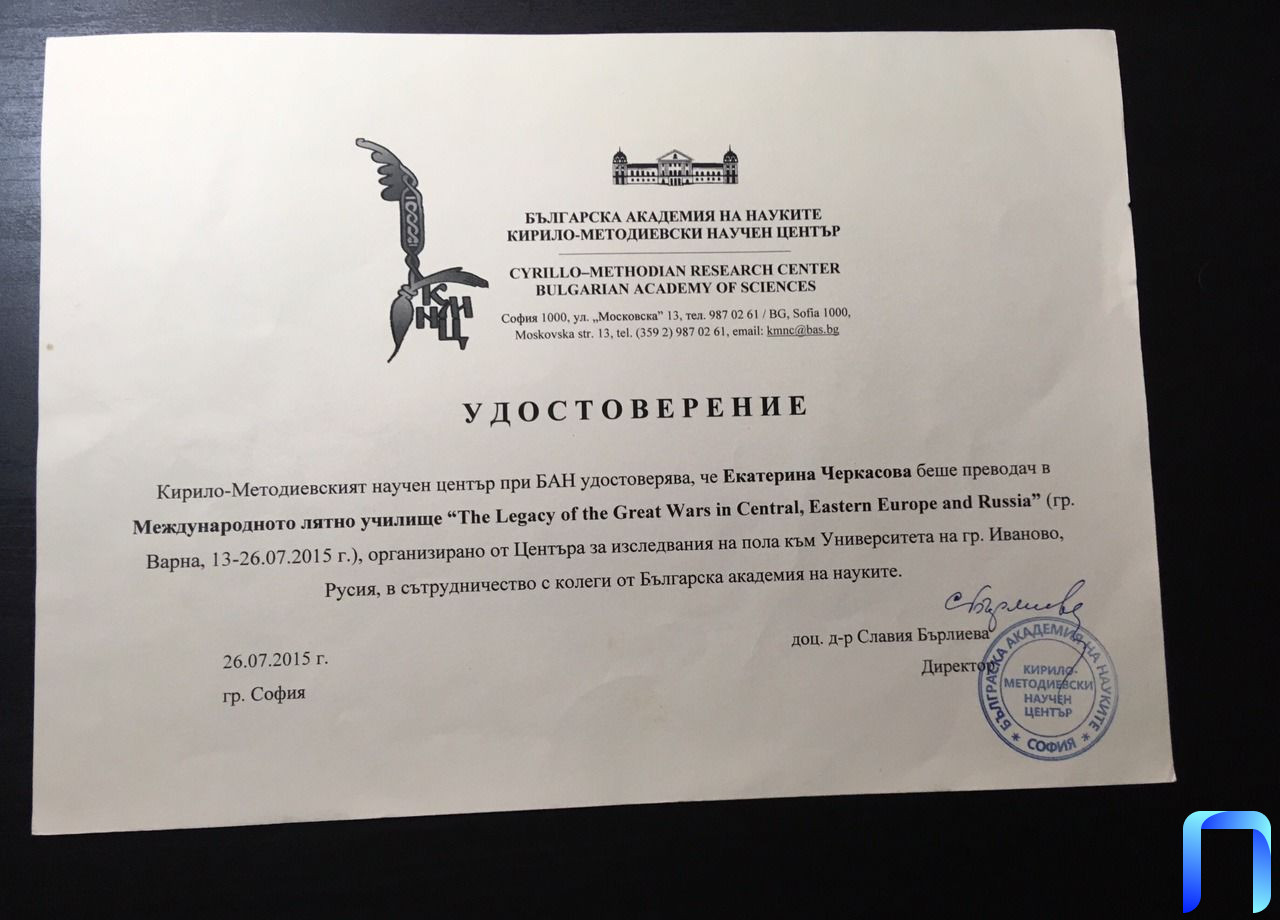 БЪЛГАРСКА АКАДЕМИЯ НА НАУКИТЕ
КИРИЛО-МЕТОДИЕВСКИ НАУЧЕН ЦЕНТЪР
CYRILLO–METHODIAN RESEARCH CENTER
BULGARIAN ACADEMY OF SCIENCES
София 1000, ул. „Московска” 13, тел. 987 02 61 / BG, Sofia 1000,
Moskovska str. 13, tel. (359 2) 987 02 61, email: kmnc@bas.bg
КМНЦ
УДОСТОВЕРЕНИЕ
Кирило-Методиевският научен център при БАН удостоверява, че Екатерина Черкасова беше преводач в
Международното лятно училище “The Legacy of the Great Wars in Central, Eastern Europe and Russia” (гр.
Варна, 13-26.07.2015 г.), организирано от Центъра за изследвания на пола към Университета на гр. Иваново,
Русия, в сътрудничество с колеги от Българска академия на науките.
С Бърлиева
доц. д-р Славия Бърлиева
Директор
26.07.2015 г.
гр. София
БЪЛГРАСКА АКАДЕМИЯ НА НАУКИТЕ
КИРИЛО-
МЕТОДИЕВСКИ
НАУЧЕН
ЦЕНТЪР
* СОФИЯ *